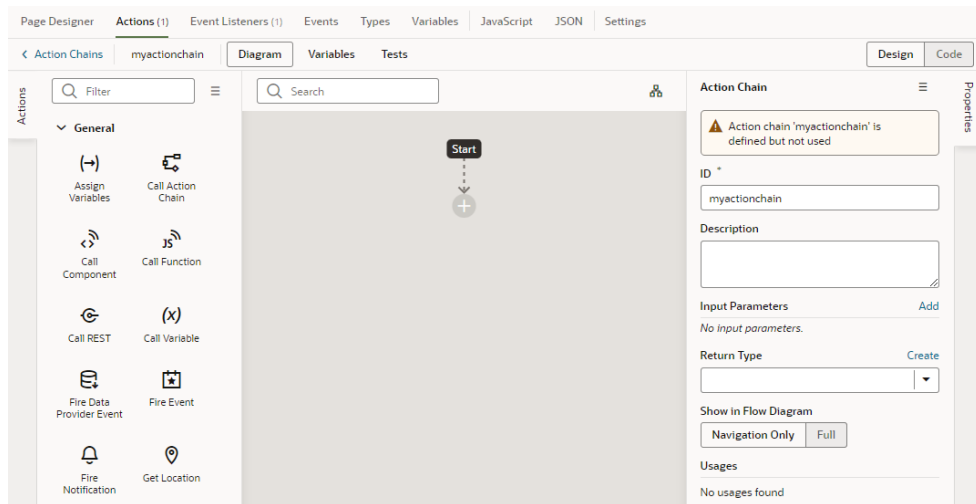 Page Designer Actions (1) Event Listeners (1) Events Types Variables JavaScript JSON Settings
Action Chains myactionchain Diagram Variables Tests Design Code
Actions
Filter
General
(→)
Assign
Variables
Call Action
Chain
Call
Component
JS
Call Function
Call REST
(x)
Call Variable
Fire Data
Provider Event
Fire Event
Fire
Notification
Get Location
Search
Start
Action Chain
Action chain 'myactionchain' is
defined but not used
ID *
myactionchain
Description
Input Parameters Add
No input parameters.
Return Type Create
Show in Flow Diagram
Navigation Only Full
Usages
No usages found
Properties